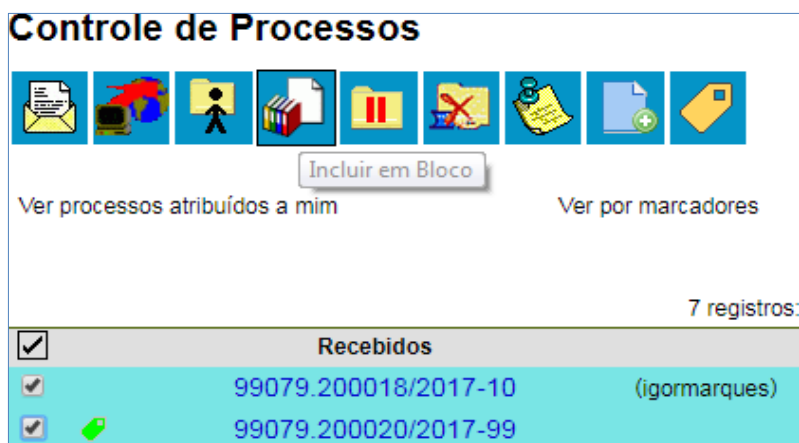 Controle de Processos
Incluir em Bloco
Ver processos atribuídos a mim Ver por marcadores
7 registros:
Recebidos
99079.200018/2017-10 (igormarques)
99079.200020/2017-99